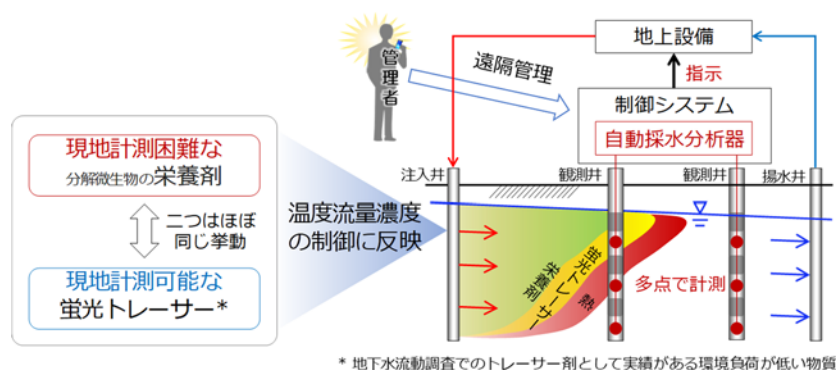 管理者
遠隔管理
地上設備
指示
制御システム
自動採水分析器
現地計測困難な
分解微生物の栄養剤
二つはほぼ
同じ挙動
現地計測可能な
蛍光トレーサー*
温度流量濃度
の制御に反映
注入井
観測井
観測井
揚水井
蛍光トレーサー
栄養剤
熱
多点で計測
* 地下水流動調査でのトレーサー剤として実績がある環境負荷が低い物質